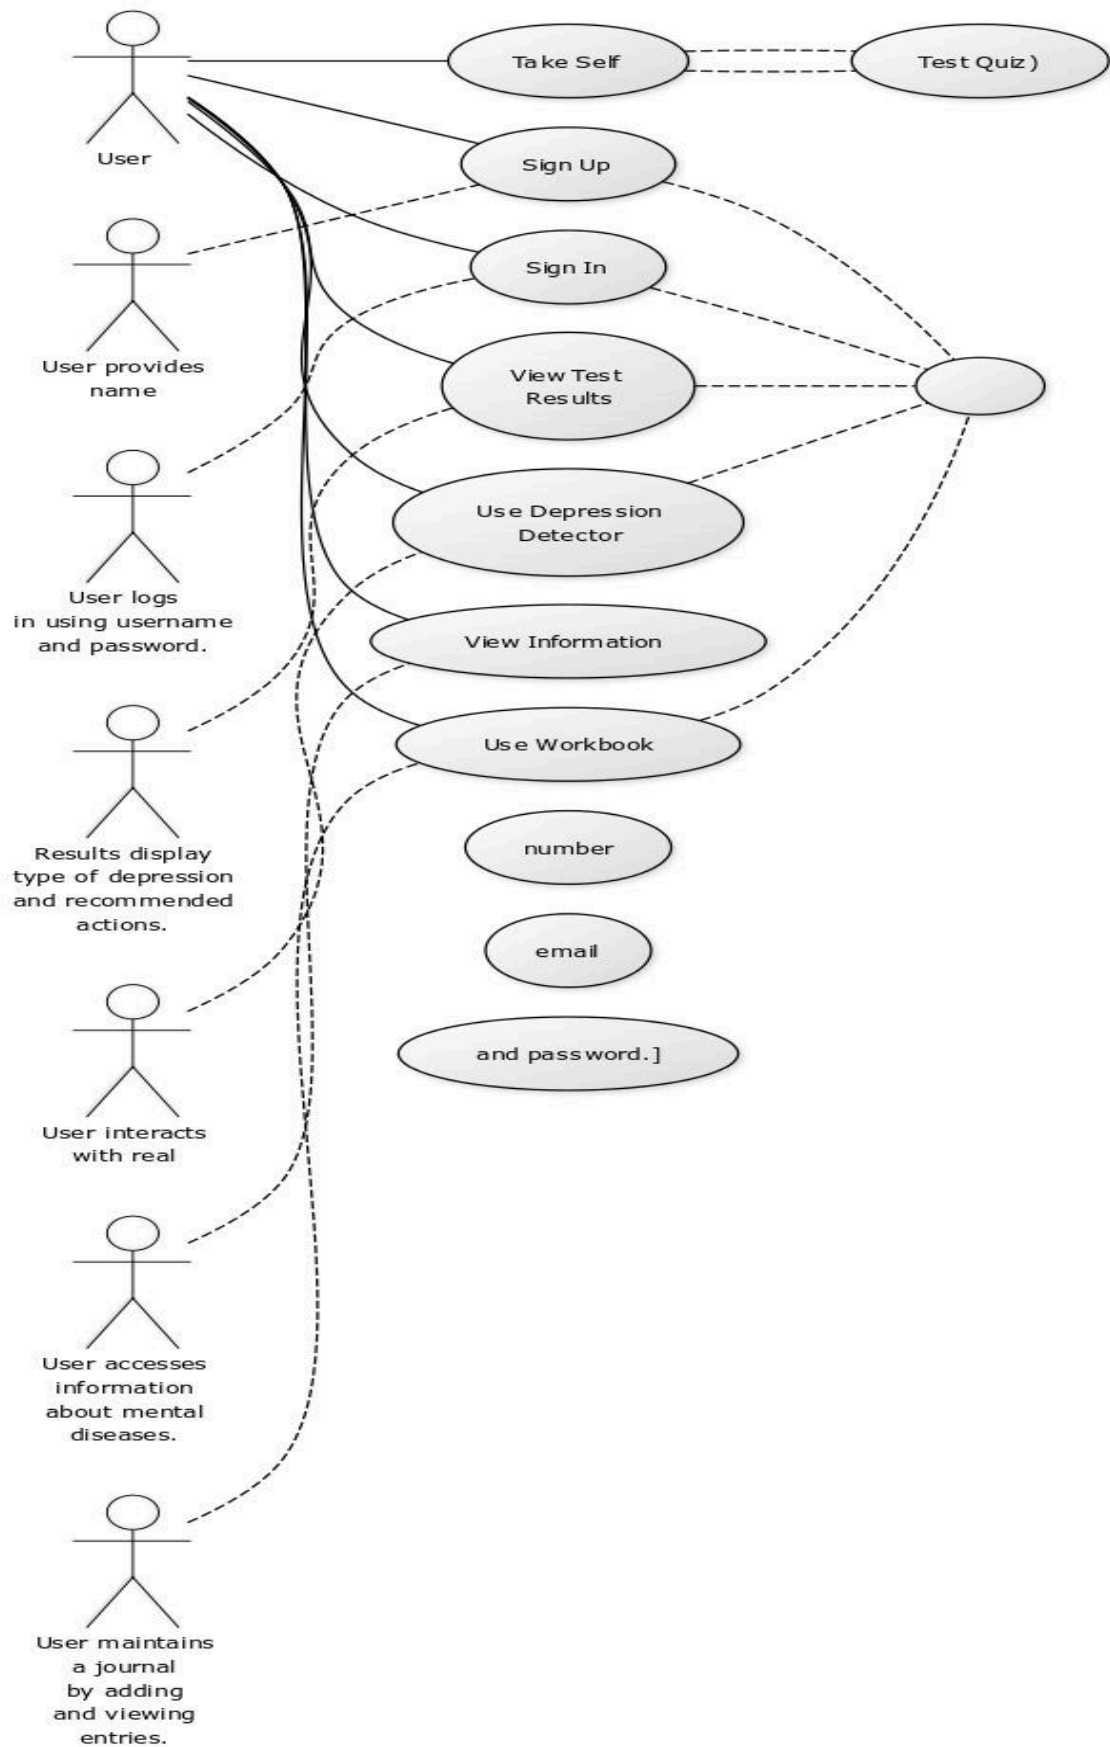 Take Self
Test Quiz)
User
Sign Up
Sign In
User provides
name
View Test
Results
Use Depression
Detector
User logs
in using username
and password.
View Information
Use Workbook
number
Results display
type of depression
and recommended
actions.
email
and password.]
User interacts
with real
User accesses
information
about mental
diseases.
User maintains
a journal
by adding
and viewing
entries.